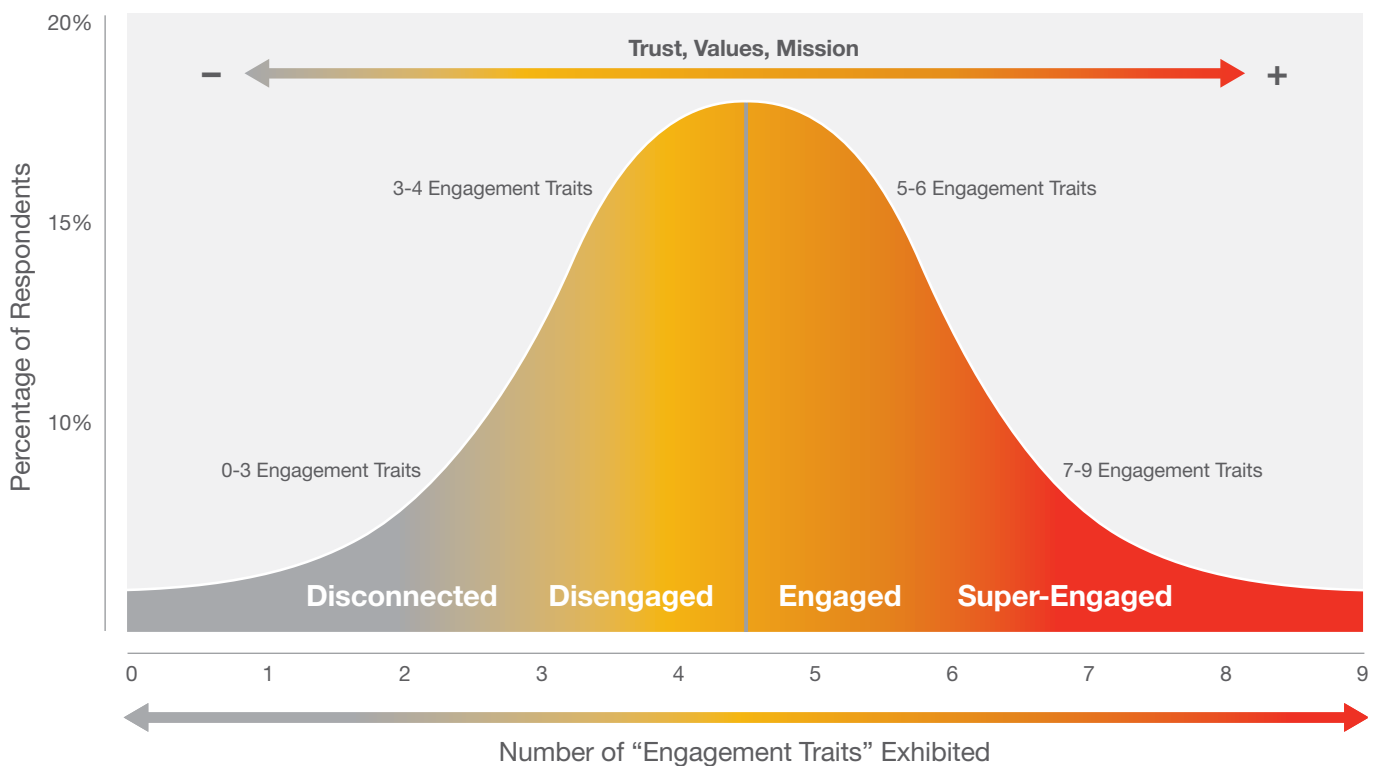 20%
Trust, Values, Mission
− +
3-4 Engagement Traits
5-6 Engagement Traits
15%
Percentage of Respondents
10%
0-3 Engagement Traits
7-9 Engagement Traits
Disconnected
Disengaged
Engaged
Super-Engaged
0 1 2 3 4 5 6 7 8 9
Number of “Engagement Traits” Exhibited